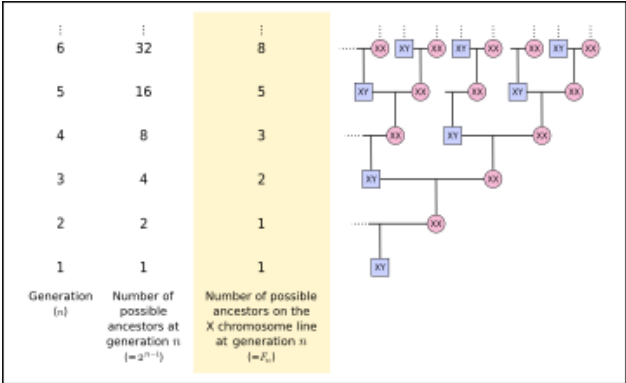 ⋮ ⋮ ⋮
6 32 8 XX XY XX XY XX XX XY XX
5 16 5 XY XX XX XY XX
4 8 3 XX XY XX
3 4 2 XY XX
2 2 1 XX
1 1 1 XY
Generation
(n)
Number of
possible
ancestors at
generation n
(=2ⁿ⁻¹)
Number of possible
ancestors on the
X chromosome line
at generation n
(=Fₙ)